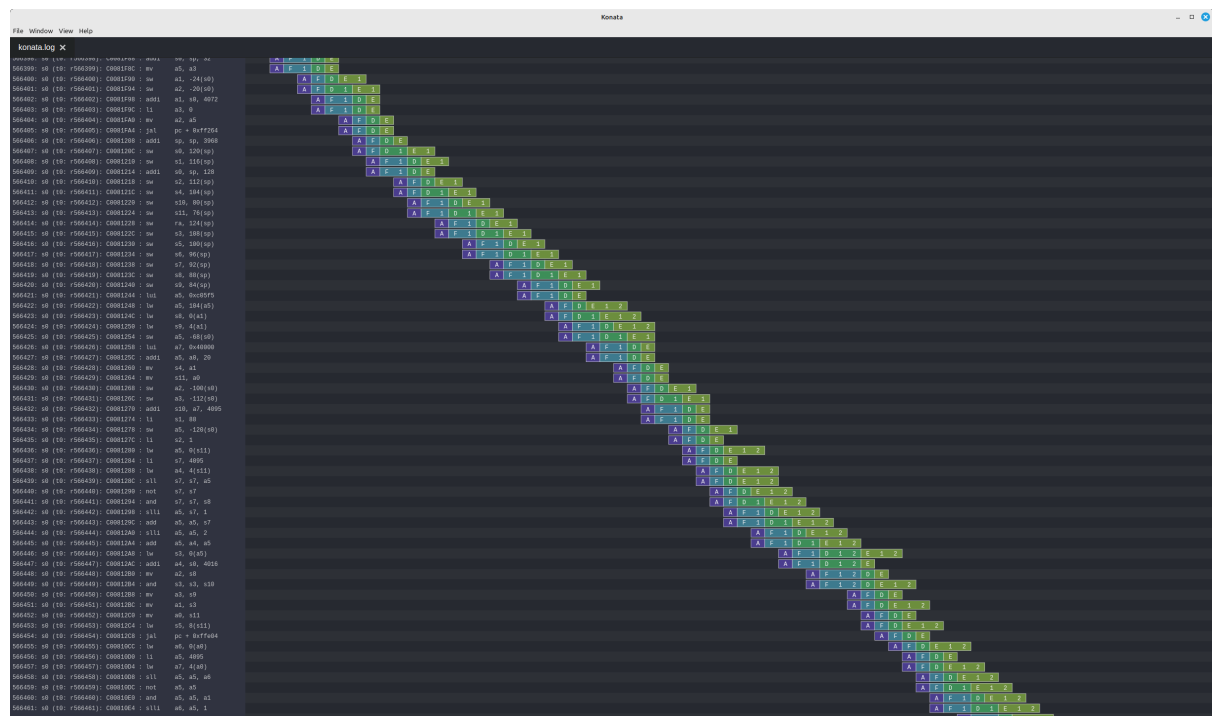 Konata
File Window View Help
konata.log
566399: s0 (t0: r566399): C0001F8C : mv a5, a3
566400: s0 (t0: r566400): C0001F90 : sw a1, -24(s0)
566401: s0 (t0: r566401): C0001F94 : sw a2, -20(s0)
566402: s0 (t0: r566402): C0001F98 : addi a1, s0, 4072
566403: s0 (t0: r566403): C0001F9C : li a3, 0
566404: s0 (t0: r566404): C0001FA0 : mv a2, a5
566405: s0 (t0: r566405): C0001FA4 : jal pc + 0xff264
566406: s0 (t0: r566406): C0001208 : addi sp, sp, 3968
566407: s0 (t0: r566407): C000120C : sw s0, 120(sp)
566408: s0 (t0: r566408): C0001210 : sw s1, 116(sp)
566409: s0 (t0: r566409): C0001214 : addi s0, sp, 128
566410: s0 (t0: r566410): C0001218 : sw s2, 112(sp)
566411: s0 (t0: r566411): C000121C : sw s4, 104(sp)
566412: s0 (t0: r566412): C0001220 : sw s10, 80(sp)
566413: s0 (t0: r566413): C0001224 : sw s11, 76(sp)
566414: s0 (t0: r566414): C0001228 : sw ra, 124(sp)
566415: s0 (t0: r566415): C000122C : sw s3, 108(sp)
566416: s0 (t0: r566416): C0001230 : sw s5, 100(sp)
566417: s0 (t0: r566417): C0001234 : sw s6, 96(sp)
566418: s0 (t0: r566418): C0001238 : sw s7, 92(sp)
566419: s0 (t0: r566419): C000123C : sw s8, 88(sp)
566420: s0 (t0: r566420): C0001240 : sw s9, 84(sp)
566421: s0 (t0: r566421): C0001244 : lui a5, 0xc05f5
566422: s0 (t0: r566422): C0001248 : lw a5, 104(a5)
566423: s0 (t0: r566423): C000124C : lw s8, 0(a1)
566424: s0 (t0: r566424): C0001250 : lw s9, 4(a1)
566425: s0 (t0: r566425): C0001254 : sw a5, -68(s0)
566426: s0 (t0: r566426): C0001258 : lui a7, 0x40000
566427: s0 (t0: r566427): C000125C : addi a5, a0, 20
566428: s0 (t0: r566428): C0001260 : mv s4, a1
566429: s0 (t0: r566429): C0001264 : mv s11, a0
566430: s0 (t0: r566430): C0001268 : sw a2, -100(s0)
566431: s0 (t0: r566431): C000126C : sw a3, -112(s0)
566432: s0 (t0: r566432): C0001270 : addi s10, a7, 4095
566433: s0 (t0: r566433): C0001274 : li s1, 80
566434: s0 (t0: r566434): C0001278 : sw a5, -120(s0)
566435: s0 (t0: r566435): C000127C : li s2, 1
566436: s0 (t0: r566436): C0001280 : lw a5, 0(s11)
566437: s0 (t0: r566437): C0001284 : li s7, 4095
566438: s0 (t0: r566438): C0001288 : lw a4, 4(s11)
566439: s0 (t0: r566439): C000128C : sll s7, s7, a5
566440: s0 (t0: r566440): C0001290 : not s7, s7
566441: s0 (t0: r566441): C0001294 : and s7, s7, s8
566442: s0 (t0: r566442): C0001298 : slli a5, s7, 1
566443: s0 (t0: r566443): C000129C : add a5, a5, s7
566444: s0 (t0: r566444): C00012A0 : slli a5, a5, 2
566445: s0 (t0: r566445): C00012A4 : add a5, a4, a5
566446: s0 (t0: r566446): C00012A8 : lw s3, 0(a5)
566447: s0 (t0: r566447): C00012AC : addi a4, s0, 4016
566448: s0 (t0: r566448): C00012B0 : mv a2, s8
566449: s0 (t0: r566449): C00012B4 : and s3, s3, s10
566450: s0 (t0: r566450): C00012B8 : mv a3, s9
566451: s0 (t0: r566451): C00012BC : mv a1, s3
566452: s0 (t0: r566452): C00012C0 : mv a0, s11
566453: s0 (t0: r566453): C00012C4 : lw s5, 8(s11)
566454: s0 (t0: r566454): C00012C8 : jal pc + 0xffe04
566455: s0 (t0: r566455): C00010CC : lw a6, 0(a0)
566456: s0 (t0: r566456): C00010D0 : li a5, 4095
566457: s0 (t0: r566457): C00010D4 : lw a7, 4(a0)
566458: s0 (t0: r566458): C00010D8 : sll a5, a5, a6
566459: s0 (t0: r566459): C00010DC : not a5, a5
566460: s0 (t0: r566460): C00010E0 : and a5, a5, a1
566461: s0 (t0: r566461): C00010E4 : slli a6, a5, 1